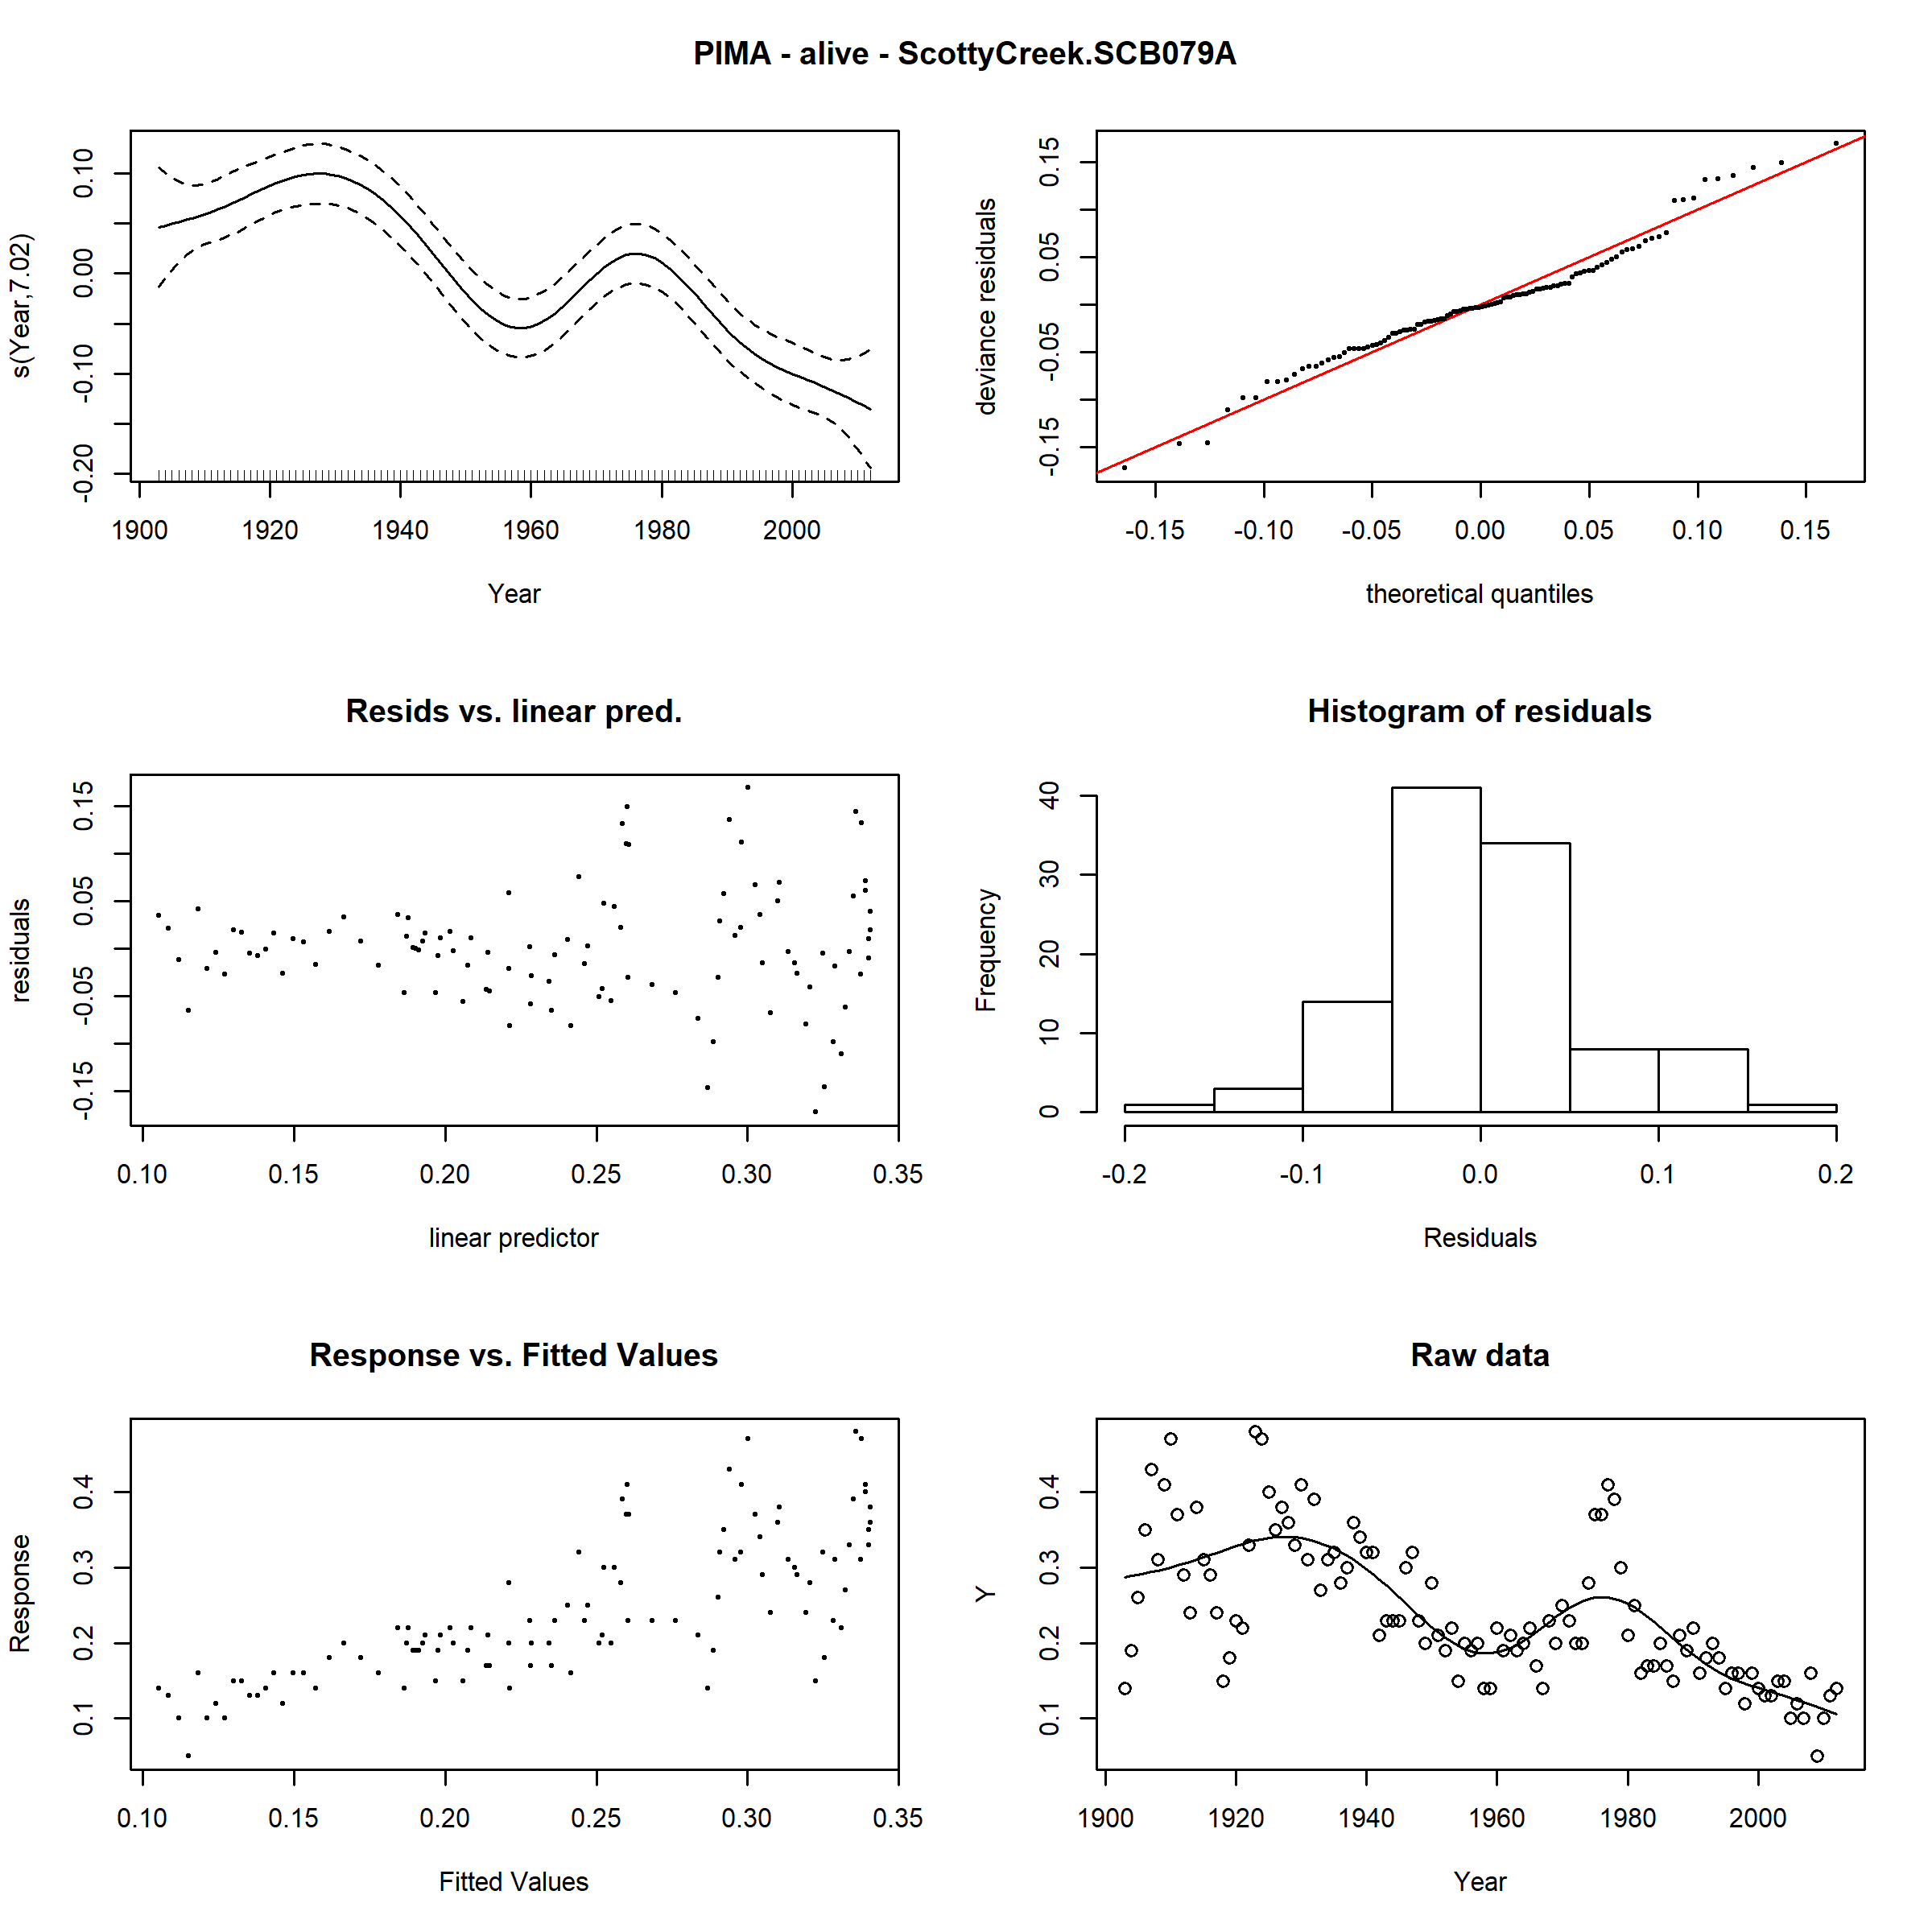 PIMA - alive - ScottyCreek.SCB079A
s(Year,7.02)
-0.20 -0.10 0.00 0.10
1900 1920 1940 1960 1980 2000
Year
deviance residuals
-0.15 -0.05 0.05 0.15
-0.15 -0.10 -0.05 0.00 0.05 0.10 0.15
theoretical quantiles
Resids vs. linear pred.
residuals
-0.15 -0.05 0.05 0.15
0.10 0.15 0.20 0.25 0.30 0.35
linear predictor
Histogram of residuals
Frequency
0 10 20 30 40
-0.2 -0.1 0.0 0.1 0.2
Residuals
Response vs. Fitted Values
Response
0.1 0.2 0.3 0.4
0.10 0.15 0.20 0.25 0.30 0.35
Fitted Values
Raw data
Y
0.1 0.2 0.3 0.4
1900 1920 1940 1960 1980 2000
Year